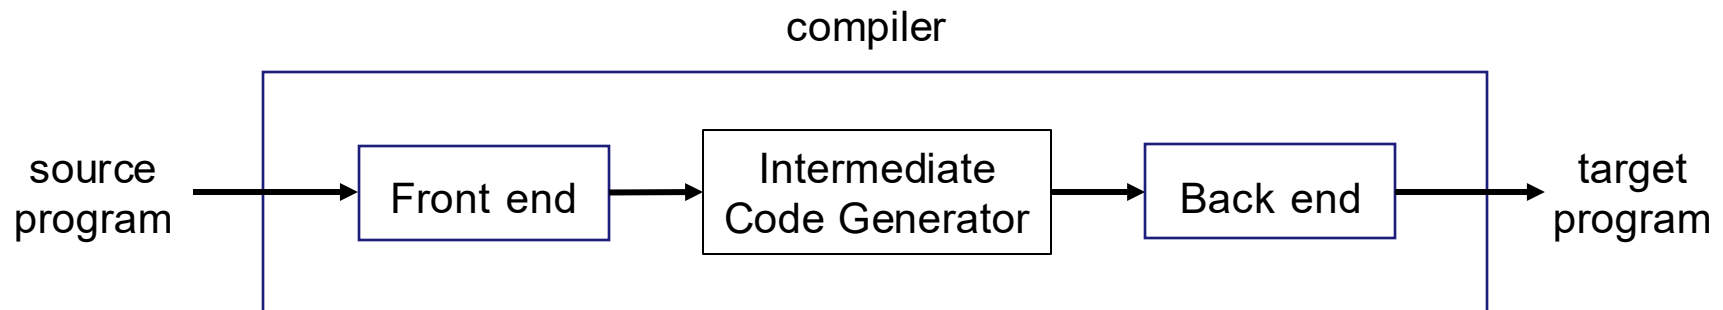 compiler
source
program
Front end
Intermediate
Code Generator
Back end
target
program